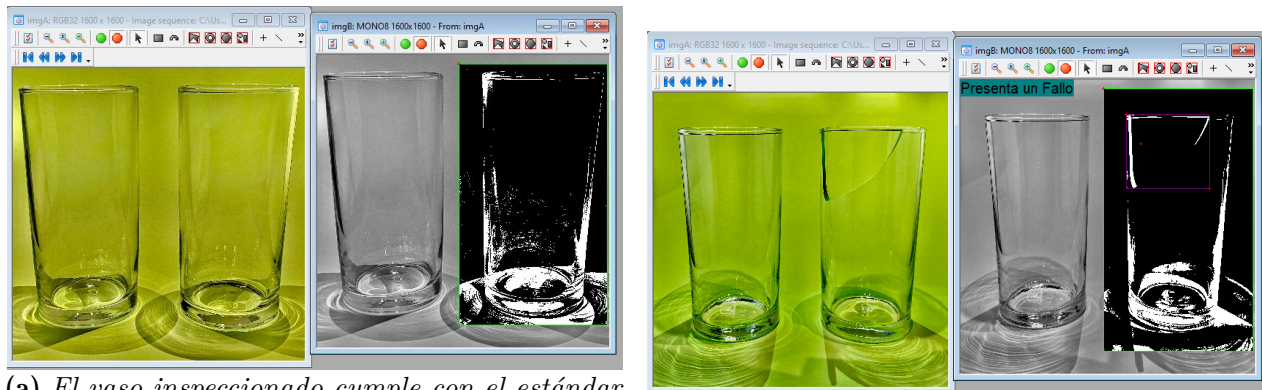 imgA: RGB32 1600 x 1600 - Image sequence: C:\Us...
imgB: MONO8 1600x1600 - From: imgA
imgA: RGB32 1600 x 1600 - Image sequence: C:\Us...
imgB: MONO8 1600x1600 - From: imgA
Presenta un Fallo
(a) El vaso inspeccionado cumple con el estándar